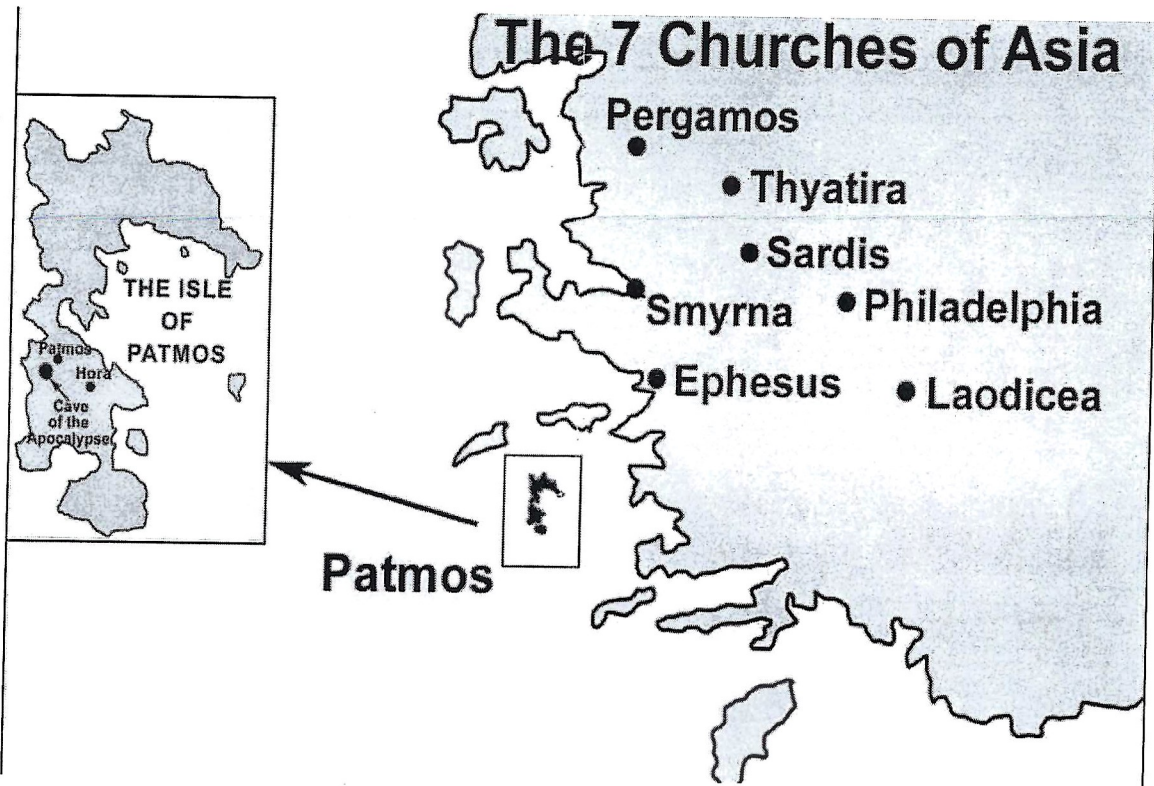 The 7 Churches of Asia
Pergamos
Thyatira
Sardis
Smyrna
Philadelphia
Ephesus
Laodicea
Patmos
THE ISLE
OF
PATMOS
Patmos
Hora
Cave
of the
Apocalypse